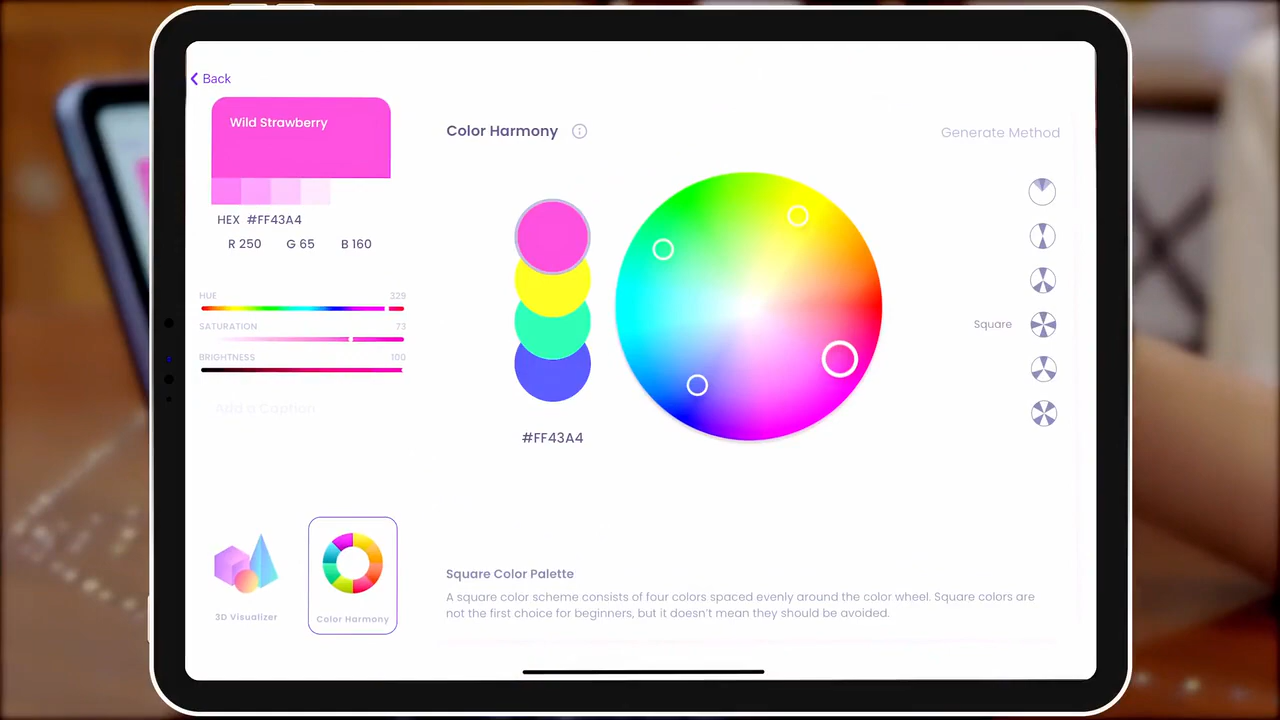 Back
Wild Strawberry
HEX #FF43A4
R 250 G 65 B 160
HUE 329
SATURATION 73
BRIGHTNESS 100
Add a Caption
3D Visualizer
Color Harmony
Color Harmony
Generate Method
Square
#FF43A4
Square Color Palette
A square color scheme consists of four colors spaced evenly around the color wheel. Square colors are
not the first choice for beginners, but it doesn't mean they should be avoided.